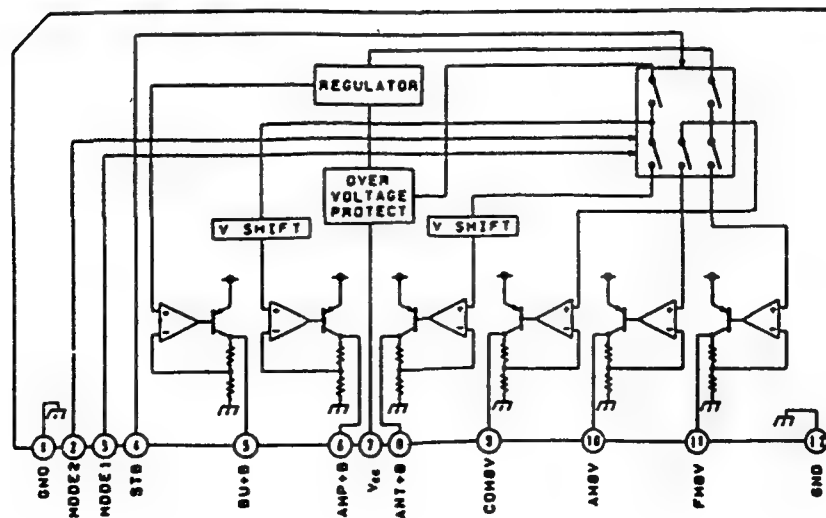 REGULATOR
OVER
VOLTAGE
PROTECT
V SHIFT
V SHIFT
+
-
+
-
+
-
+
-
+
-
+
-
1
2
3
4
5
6
7
8
9
10
11
12
GND
MODE2
MODE1
STB
BU+B
AMP+B
Vcc
ANT+B
COM8V
AM8V
FM8V
GND